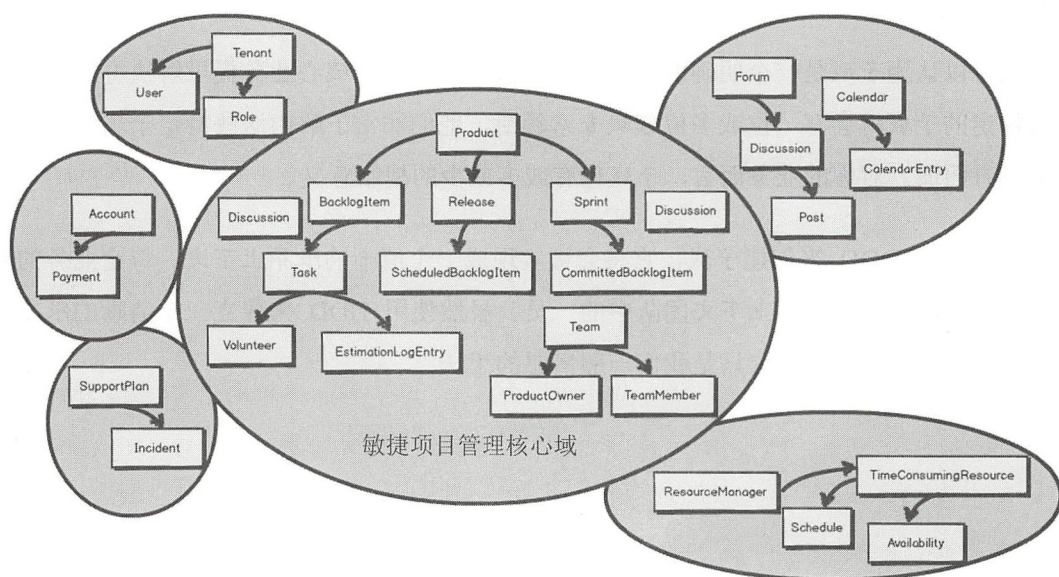 Tenant
User
Role
Forum
Calendar
Discussion
CalendarEntry
Post
Product
BacklogItem
Release
Sprint
Discussion
Discussion
Task
ScheduledBacklogItem
CommittedBacklogItem
Volunteer
EstimationLogEntry
Team
ProductOwner
TeamMember
敏捷项目管理核心域
Account
Payment
SupportPlan
Incident
ResourceManager
TimeConsumingResource
Schedule
Availability